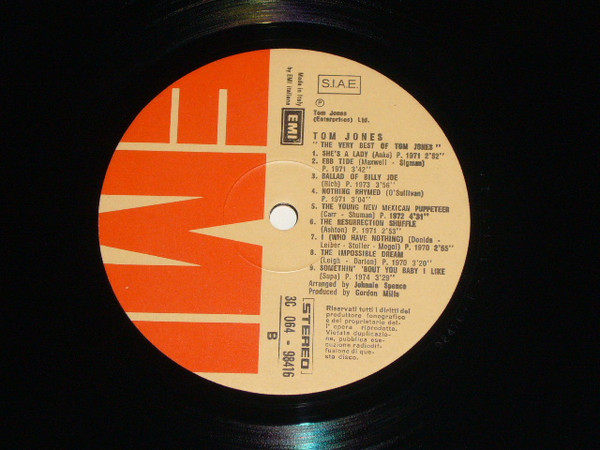 EMI
S.I.A.E.
Made in Italy
by EMI Italiana
EMI
℗
Tom Jones
(Enterprises) Ltd.
TOM JONES
"THE VERY BEST OF TOM JONES"
1. SHE'S A LADY (Anka) P. 1971 2'52"
2. EBB TIDE (Maxwell - Sigman)
P. 1971 3'42"
3. BALLAD OF BILLY JOE
(Rich) P. 1973 3'56"
4. NOTHING RHYMED (O'Sullivan)
P. 1971 3'04"
5. THE YOUNG NEW MEXICAN PUPPETEER
(Carr - Shuman) P. 1972 4'31"
6. THE RESURRECTION SHUFFLE
(Ashton) P. 1971 2'53"
7. I (WHO HAVE NOTHING) (Donida -
Leiber - Stoller - Mogol) P. 1970 2'55"
8. THE IMPOSSIBLE DREAM
(Leigh - Darion) P. 1970 3'20"
9. SOMETHIN' 'BOUT YOU BABY I LIKE
(Supa) P. 1974 3'29"
Arranged by Johnnie Spence
Produced by Gordon Mills
STEREO
3C 064 - 98416
B
Riservati tutti i diritti del
produttore fonografico
e del proprietario del-
l'opera riprodotta.
Vietate duplicazio-
ne, pubblica ese-
cuzione radiodif-
fusione di que-
sto disco.